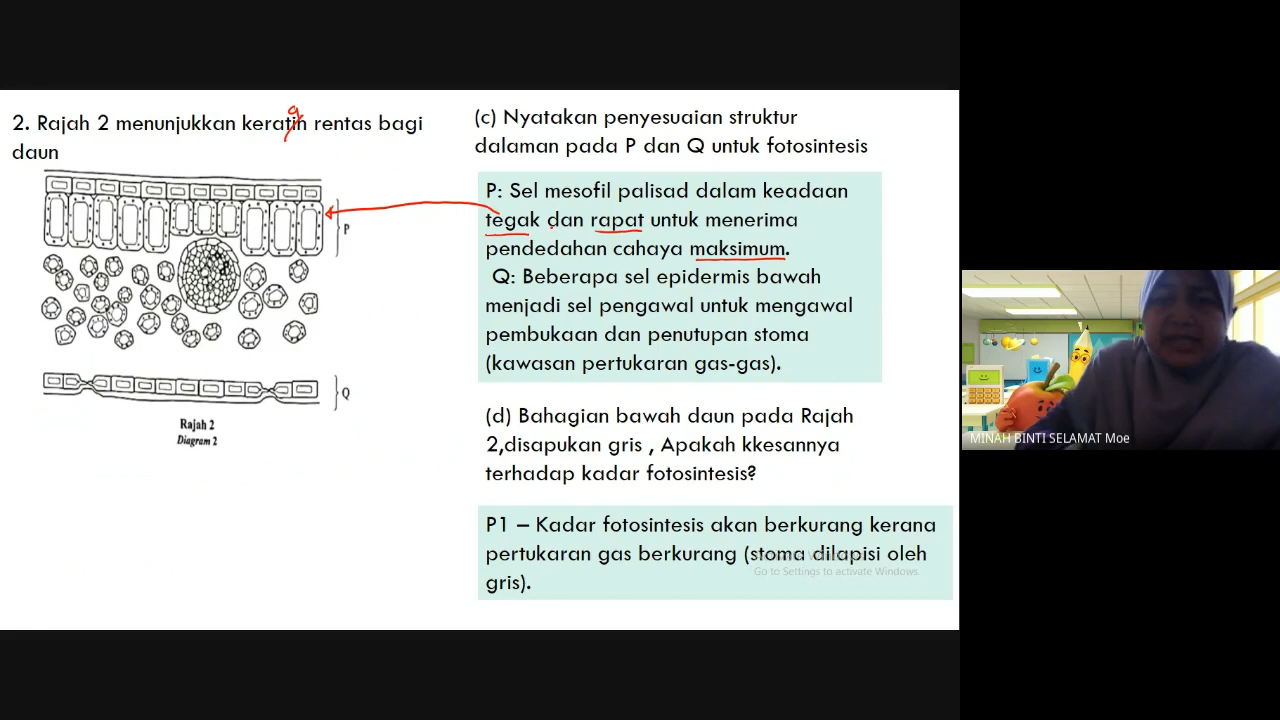 2. Rajah 2 menunjukkan keratin rentas bagi
g
daun
P
Q
Rajah 2
Diagram 2
(c) Nyatakan penyesuaian struktur
dalaman pada P dan Q untuk fotosintesis
P: Sel mesofil palisad dalam keadaan
tegak dan rapat untuk menerima
pendedahan cahaya maksimum.
Q: Beberapa sel epidermis bawah
menjadi sel pengawal untuk mengawal
pembukaan dan penutupan stoma
(kawasan pertukaran gas-gas).
(d) Bahagian bawah daun pada Rajah
2,disapukan gris , Apakah kkesannya
terhadap kadar fotosintesis?
P1 – Kadar fotosintesis akan berkurang kerana
pertukaran gas berkurang (stoma dilapisi oleh
gris).
Activate Windows
Go to Settings to activate Windows.
MINAH BINTI SELAMAT Moe